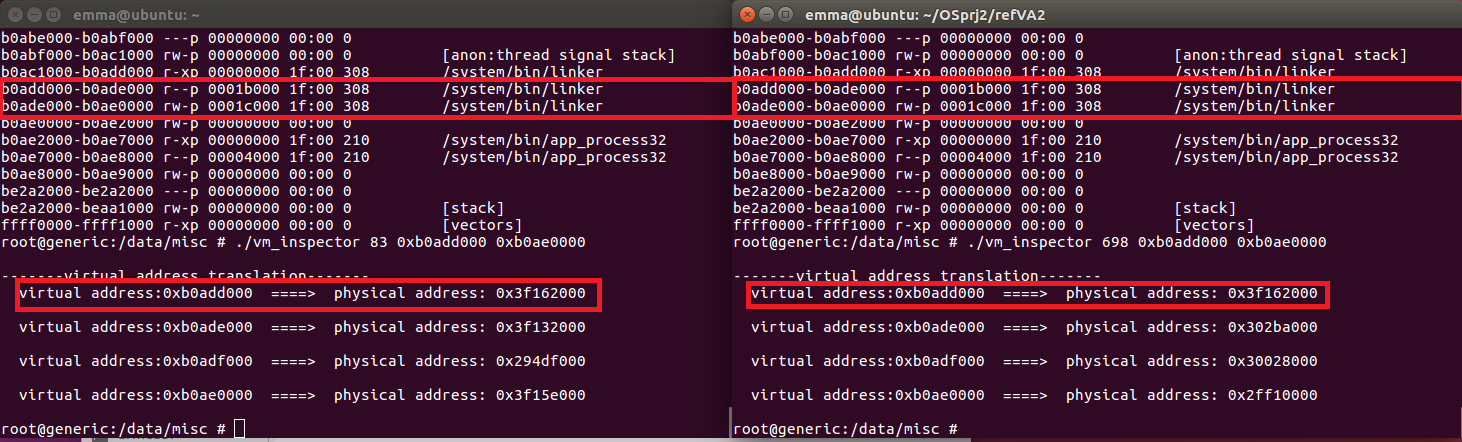 emma@ubuntu: ~
b0abe000-b0abf000 ---p 00000000 00:00 0
b0abf000-b0ac1000 rw-p 00000000 00:00 0 [anon:thread signal stack]
b0ac1000-b0add000 r-xp 00000000 1f:00 308 /system/bin/linker
b0add000-b0ade000 r--p 0001b000 1f:00 308 /system/bin/linker
b0ade000-b0ae0000 rw-p 0001c000 1f:00 308 /system/bin/linker
b0ae0000-b0ae2000 rw-p 00000000 00:00 0
b0ae2000-b0ae7000 r-xp 00000000 1f:00 210 /system/bin/app_process32
b0ae7000-b0ae8000 r--p 00004000 1f:00 210 /system/bin/app_process32
b0ae8000-b0ae9000 rw-p 00000000 00:00 0
be2a2000-be2a2000 ---p 00000000 00:00 0
be2a2000-beaa1000 rw-p 00000000 00:00 0 [stack]
ffff0000-ffff1000 r-xp 00000000 00:00 0 [vectors]
root@generic:/data/misc # ./vm_inspector 83 0xb0add000 0xb0ae0000
-------virtual address translation-------
virtual address:0xb0add000 ====> physical address: 0x3f162000
virtual address:0xb0ade000 ====> physical address: 0x3f132000
virtual address:0xb0adf000 ====> physical address: 0x294df000
virtual address:0xb0ae0000 ====> physical address: 0x3f15e000
root@generic:/data/misc #
emma@ubuntu: ~/OSprj2/refVA2
b0abe000-b0abf000 ---p 00000000 00:00 0
b0abf000-b0ac1000 rw-p 00000000 00:00 0 [anon:thread signal stack]
b0ac1000-b0add000 r-xp 00000000 1f:00 308 /system/bin/linker
b0add000-b0ade000 r--p 0001b000 1f:00 308 /system/bin/linker
b0ade000-b0ae0000 rw-p 0001c000 1f:00 308 /system/bin/linker
b0ae0000-b0ae2000 rw-p 00000000 00:00 0
b0ae2000-b0ae7000 r-xp 00000000 1f:00 210 /system/bin/app_process32
b0ae7000-b0ae8000 r--p 00004000 1f:00 210 /system/bin/app_process32
b0ae8000-b0ae9000 rw-p 00000000 00:00 0
be2a2000-be2a2000 ---p 00000000 00:00 0
be2a2000-beaa1000 rw-p 00000000 00:00 0 [stack]
ffff0000-ffff1000 r-xp 00000000 00:00 0 [vectors]
root@generic:/data/misc # ./vm_inspector 698 0xb0add000 0xb0ae0000
-------virtual address translation-------
virtual address:0xb0add000 ====> physical address: 0x3f162000
virtual address:0xb0ade000 ====> physical address: 0x302ba000
virtual address:0xb0adf000 ====> physical address: 0x30028000
virtual address:0xb0ae0000 ====> physical address: 0x2ff10000
root@generic:/data/misc #